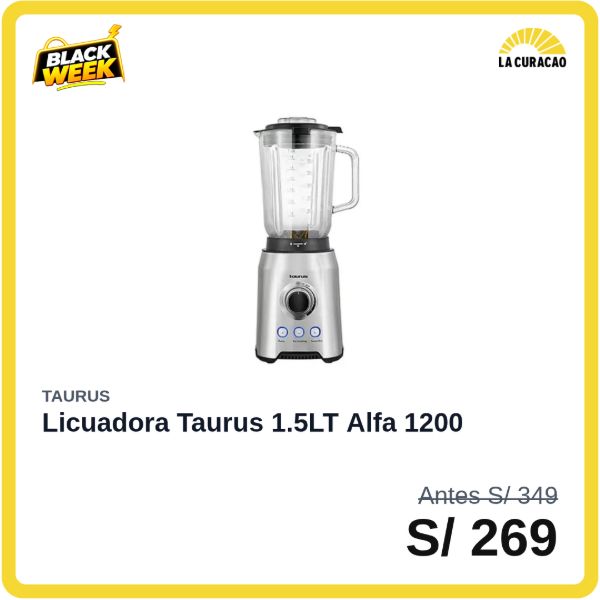 BLACK
WEEK
LA CURACAO
taurus
TAURUS
Licuadora Taurus 1.5LT Alfa 1200
Antes S/ 349
S/ 269